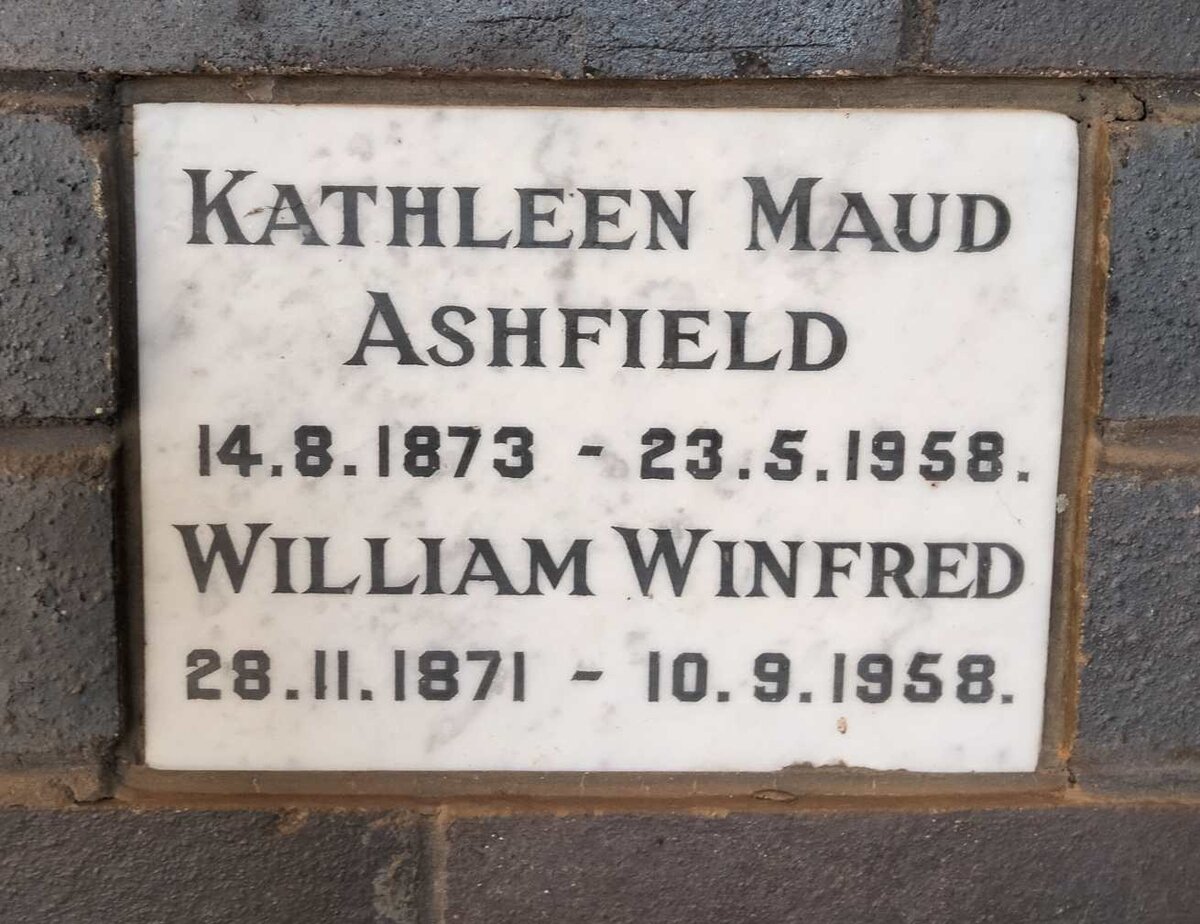 KATHLEEN MAUD
ASHFIELD
14.8.1873 - 23.5.1958.
WILLIAM WINFRED
28.11.1871 - 10.9.1958.